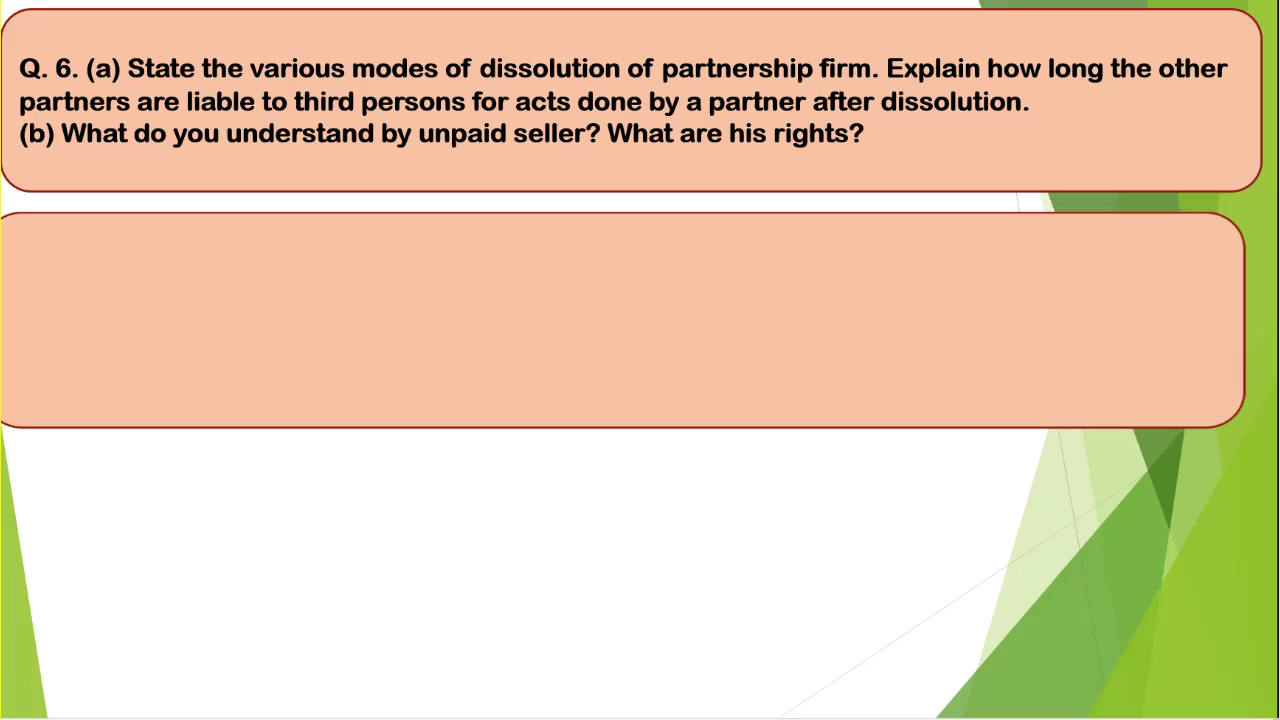 Q. 6. (a) State the various modes of dissolution of partnership firm. Explain how long the other
partners are liable to third persons for acts done by a partner after dissolution.
(b) What do you understand by unpaid seller? What are his rights?